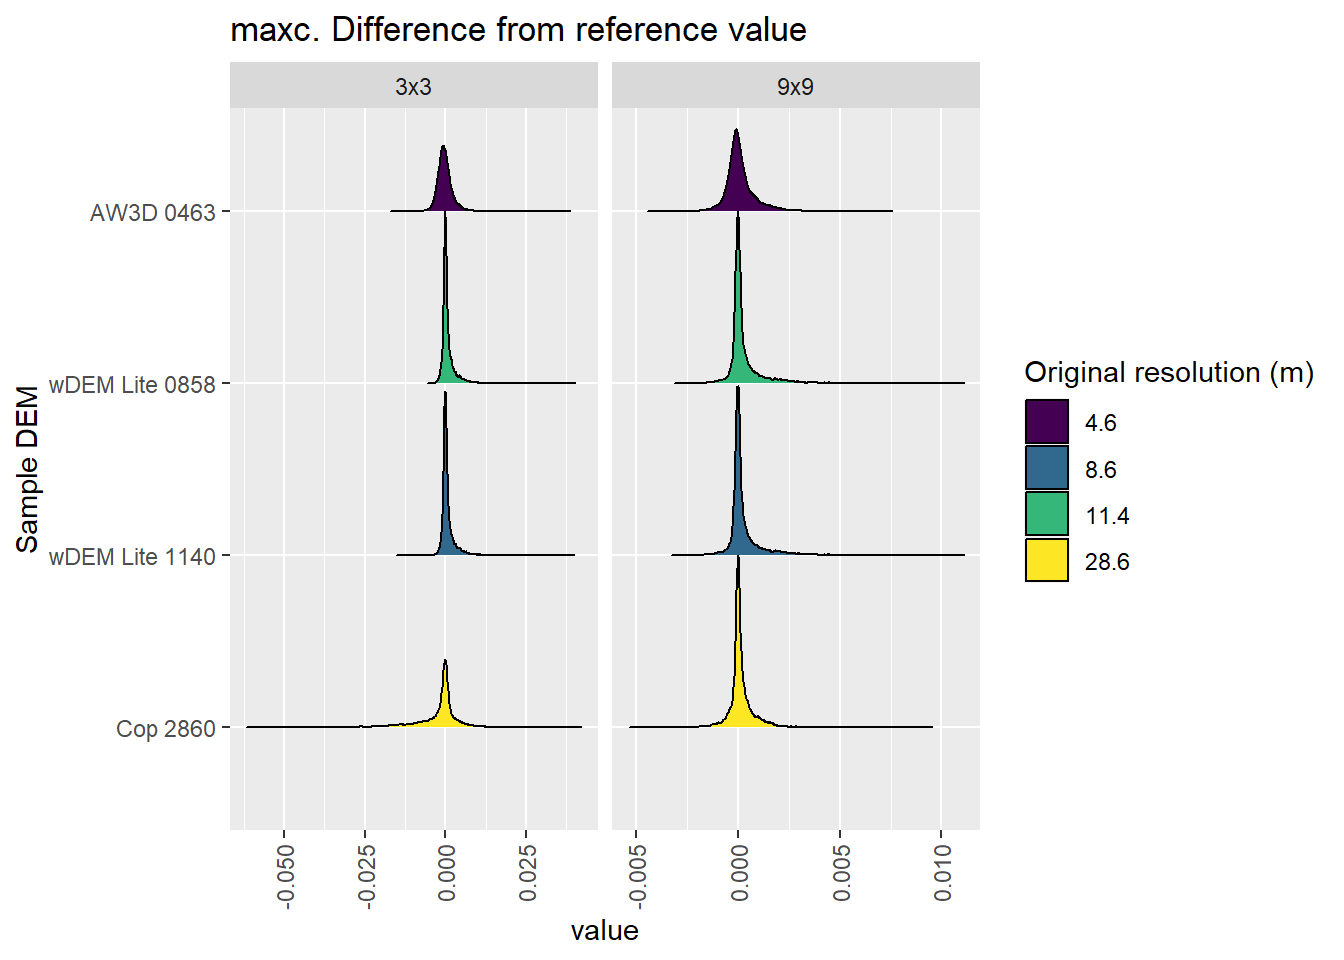 maxc. Difference from reference value
3x3
9x9
Sample DEM
AW3D 0463
wDEM Lite 0858
wDEM Lite 1140
Cop 2860
-0.050
-0.025
0.000
0.025
-0.005
0.000
0.005
0.010
value
Original resolution (m)
4.6
8.6
11.4
28.6